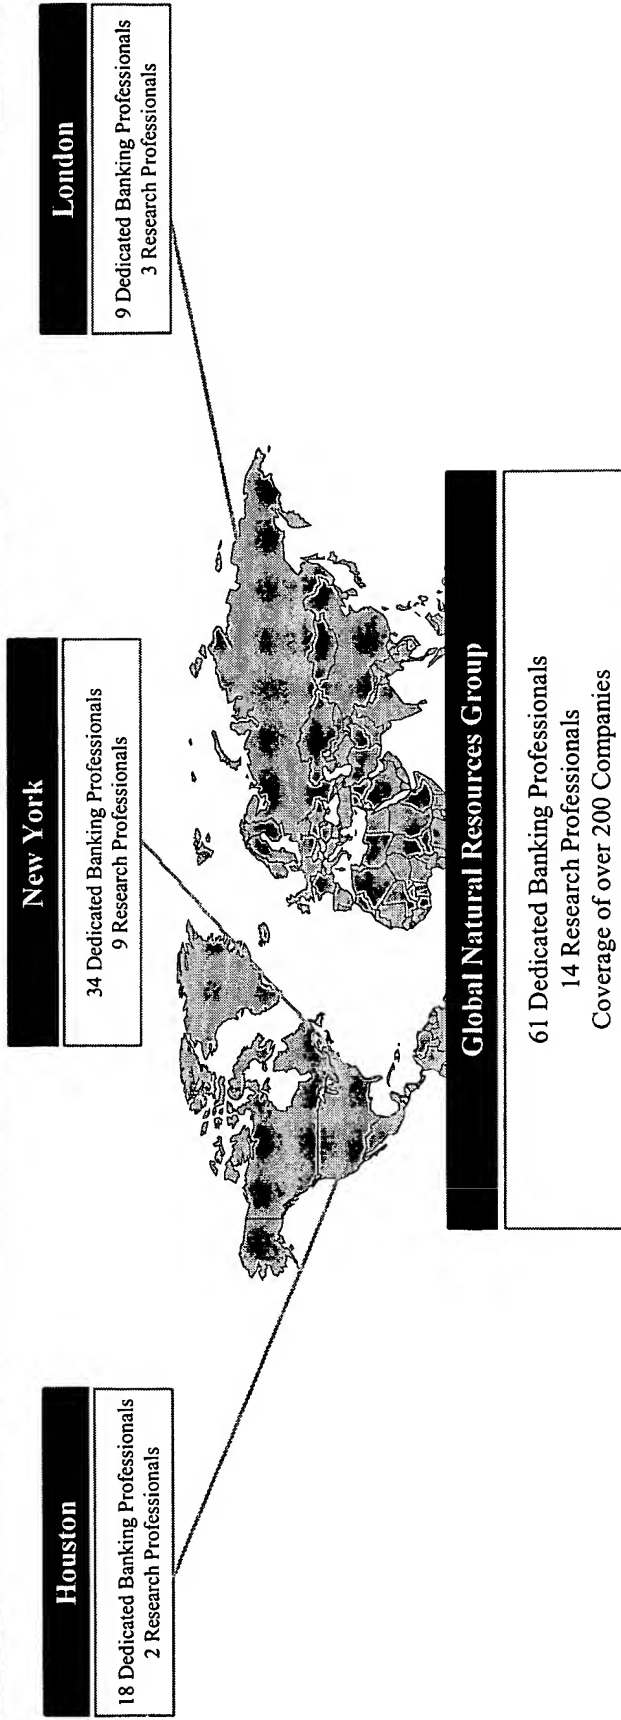 Houston
18 Dedicated Banking Professionals
2 Research Professionals
New York
34 Dedicated Banking Professionals
9 Research Professionals
London
9 Dedicated Banking Professionals
3 Research Professionals
Global Natural Resources Group
61 Dedicated Banking Professionals
14 Research Professionals
Coverage of over 200 Companies